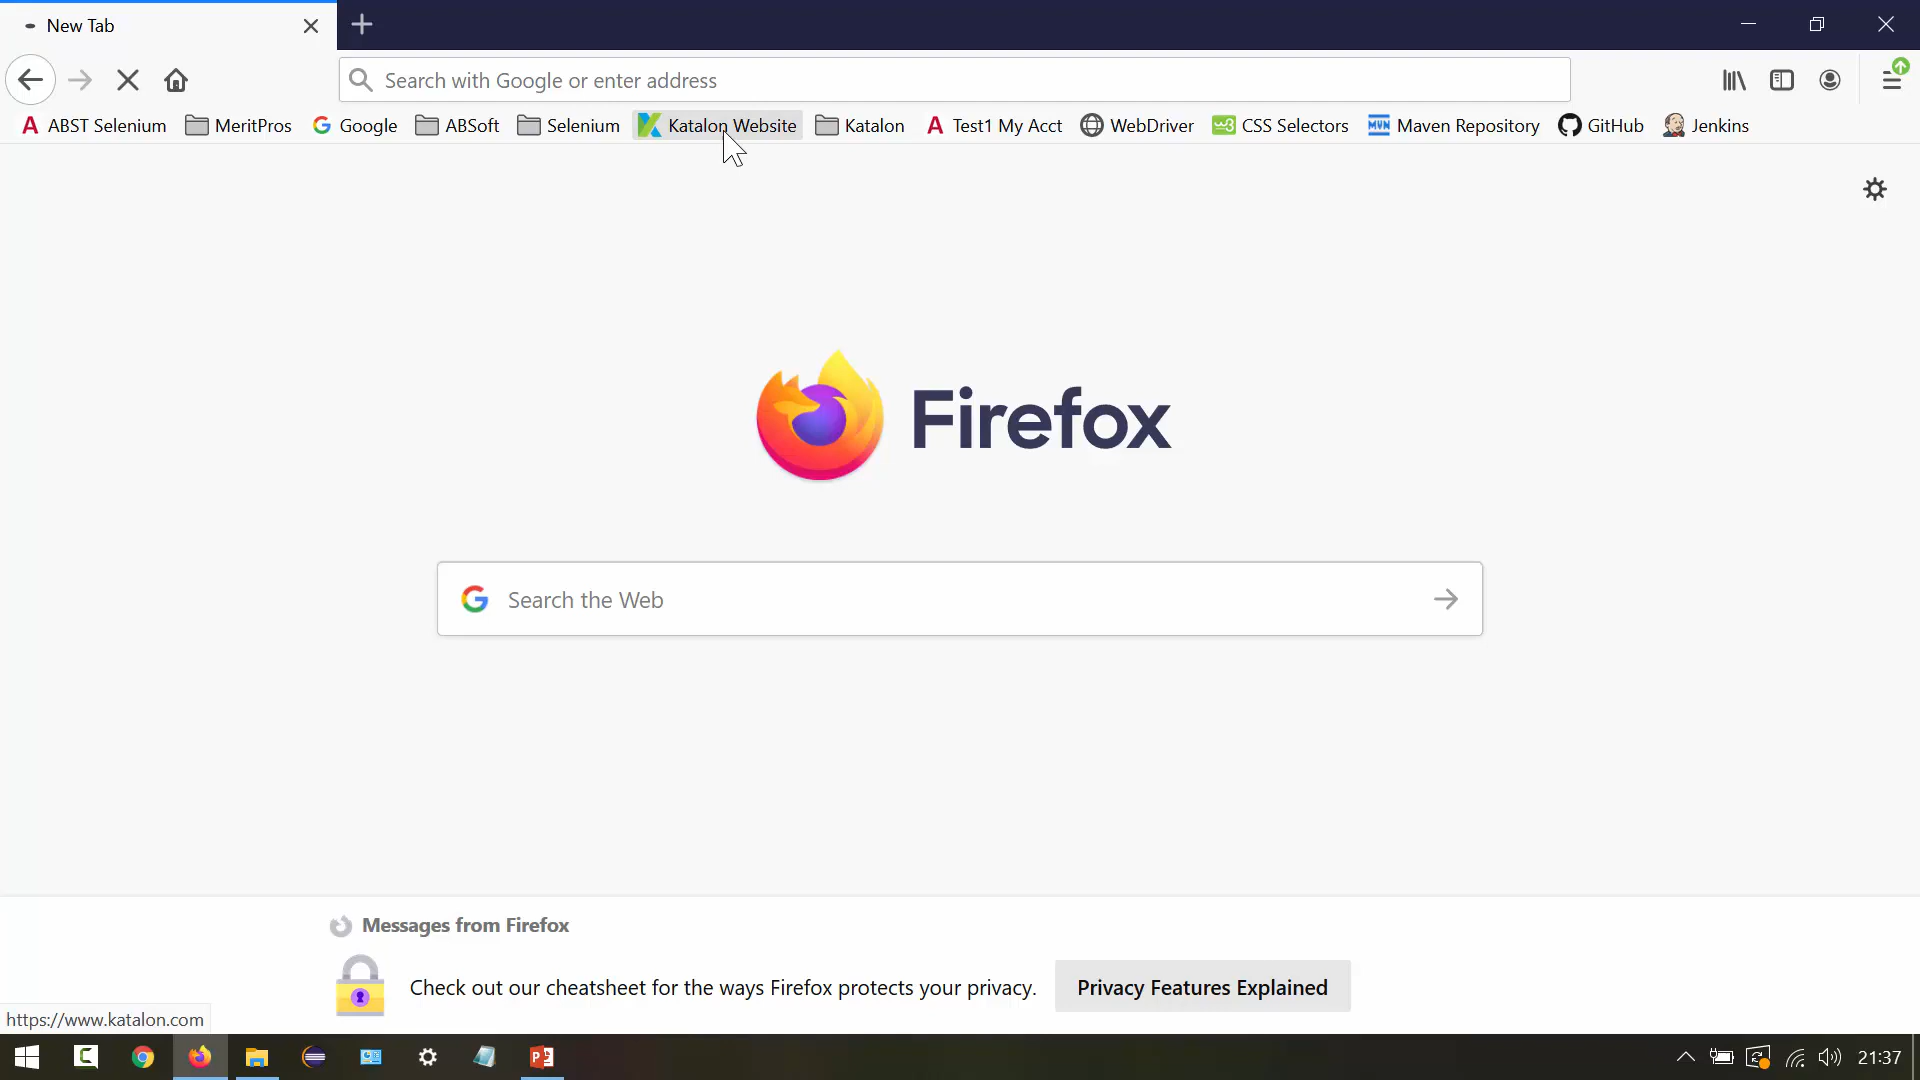 New Tab
Search with Google or enter address
ABST Selenium MeritPros Google ABSoft Selenium Katalon Website Katalon Test1 My Acct WebDriver CSS Selectors Maven Repository GitHub Jenkins
Firefox
Search the Web
Messages from Firefox
Check out our cheatsheet for the ways Firefox protects your privacy. Privacy Features Explained
https://www.katalon.com
21:37